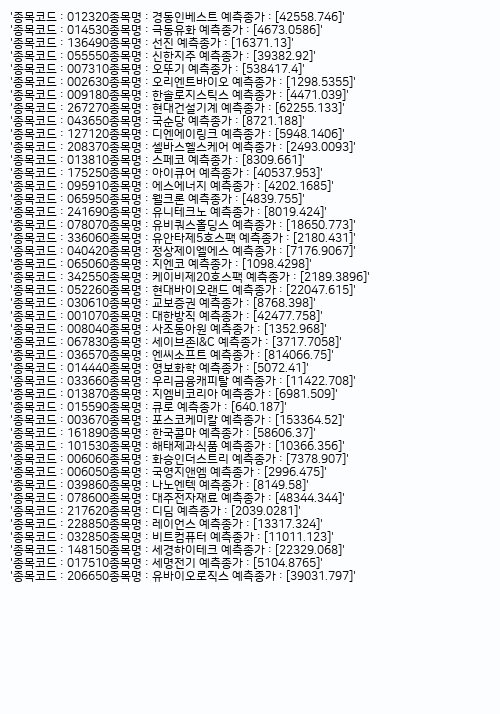 '종목코드 : 012320종목명 : 경동인베스트 예측종가 : [42558.746]'
'종목코드 : 014530종목명 : 극동유화 예측종가 : [4673.0586]'
'종목코드 : 136490종목명 : 선진 예측종가 : [16371.13]'
'종목코드 : 055550종목명 : 신한지주 예측종가 : [39382.92]'
'종목코드 : 007310종목명 : 오뚜기 예측종가 : [538417.4]'
'종목코드 : 002630종목명 : 오리엔트바이오 예측종가 : [1298.5355]'
'종목코드 : 009180종목명 : 한솔로지스틱스 예측종가 : [4471.039]'
'종목코드 : 267270종목명 : 현대건설기계 예측종가 : [62255.133]'
'종목코드 : 043650종목명 : 국순당 예측종가 : [8721.188]'
'종목코드 : 127120종목명 : 디엔에이링크 예측종가 : [5948.1406]'
'종목코드 : 208370종목명 : 셀바스헬스케어 예측종가 : [2493.0093]'
'종목코드 : 013810종목명 : 스페코 예측종가 : [8309.661]'
'종목코드 : 175250종목명 : 아이큐어 예측종가 : [40537.953]'
'종목코드 : 095910종목명 : 에스에너지 예측종가 : [4202.1685]'
'종목코드 : 065950종목명 : 웰크론 예측종가 : [4839.755]'
'종목코드 : 241690종목명 : 유니테크노 예측종가 : [8019.424]'
'종목코드 : 078070종목명 : 유비쿼스홀딩스 예측종가 : [18650.773]'
'종목코드 : 336060종목명 : 유안타제5호스팩 예측종가 : [2180.431]'
'종목코드 : 040420종목명 : 정상제이엘에스 예측종가 : [7176.9067]'
'종목코드 : 065060종목명 : 지엔코 예측종가 : [1098.4298]'
'종목코드 : 342550종목명 : 케이비제20호스팩 예측종가 : [2189.3896]'
'종목코드 : 052260종목명 : 현대바이오랜드 예측종가 : [22047.615]'
'종목코드 : 030610종목명 : 교보증권 예측종가 : [8768.398]'
'종목코드 : 001070종목명 : 대한방직 예측종가 : [42477.758]'
'종목코드 : 008040종목명 : 사조동아원 예측종가 : [1352.968]'
'종목코드 : 067830종목명 : 세이브존I&C 예측종가 : [3717.7058]'
'종목코드 : 036570종목명 : 엔씨소프트 예측종가 : [814066.75]'
'종목코드 : 014440종목명 : 영보화학 예측종가 : [5072.41]'
'종목코드 : 033660종목명 : 우리금융캐피탈 예측종가 : [11422.708]'
'종목코드 : 013870종목명 : 지엠비코리아 예측종가 : [6981.509]'
'종목코드 : 015590종목명 : 큐로 예측종가 : [640.187]'
'종목코드 : 003670종목명 : 포스코케미칼 예측종가 : [153364.52]'
'종목코드 : 161890종목명 : 한국콜마 예측종가 : [58606.37]'
'종목코드 : 101530종목명 : 해태제과식품 예측종가 : [10366.356]'
'종목코드 : 006060종목명 : 화승인더스트리 예측종가 : [7378.907]'
'종목코드 : 006050종목명 : 국영지앤엠 예측종가 : [2996.475]'
'종목코드 : 039860종목명 : 나노엔텍 예측종가 : [8149.58]'
'종목코드 : 078600종목명 : 대주전자재료 예측종가 : [48344.344]'
'종목코드 : 217620종목명 : 디딤 예측종가 : [2039.0281]'
'종목코드 : 228850종목명 : 레이언스 예측종가 : [13317.324]'
'종목코드 : 032850종목명 : 비트컴퓨터 예측종가 : [11011.123]'
'종목코드 : 148150종목명 : 세경하이테크 예측종가 : [22329.068]'
'종목코드 : 017510종목명 : 세명전기 예측종가 : [5104.8765]'
'종목코드 : 206650종목명 : 유바이오로직스 예측종가 : [39031.797]'